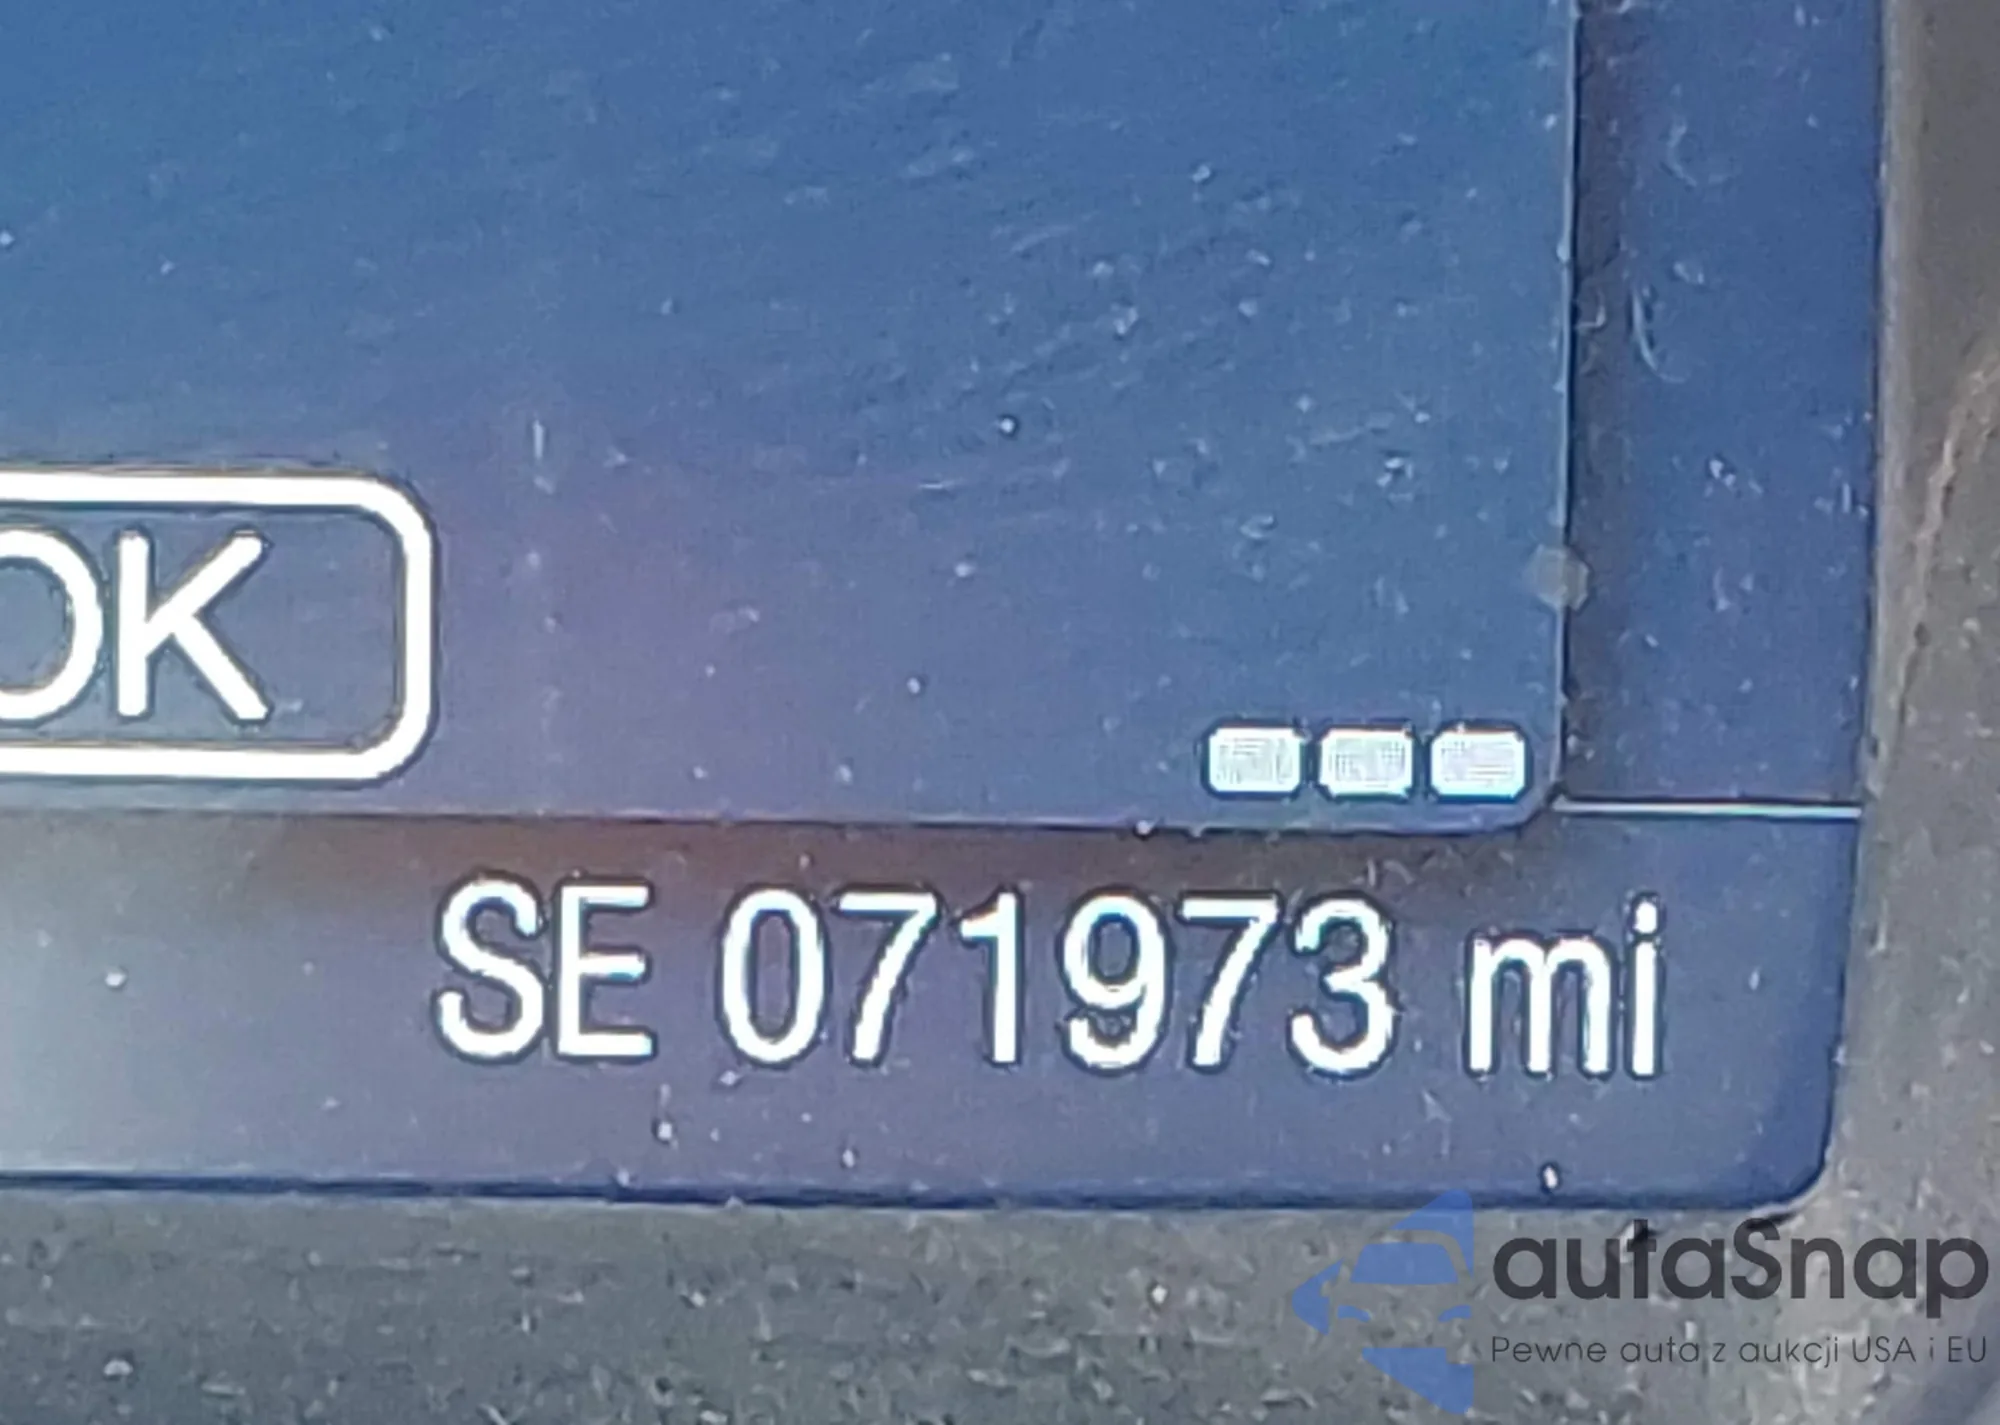 OK
SE 071973 mi
autaSnap
Pewne auta z aukcji USA i EU